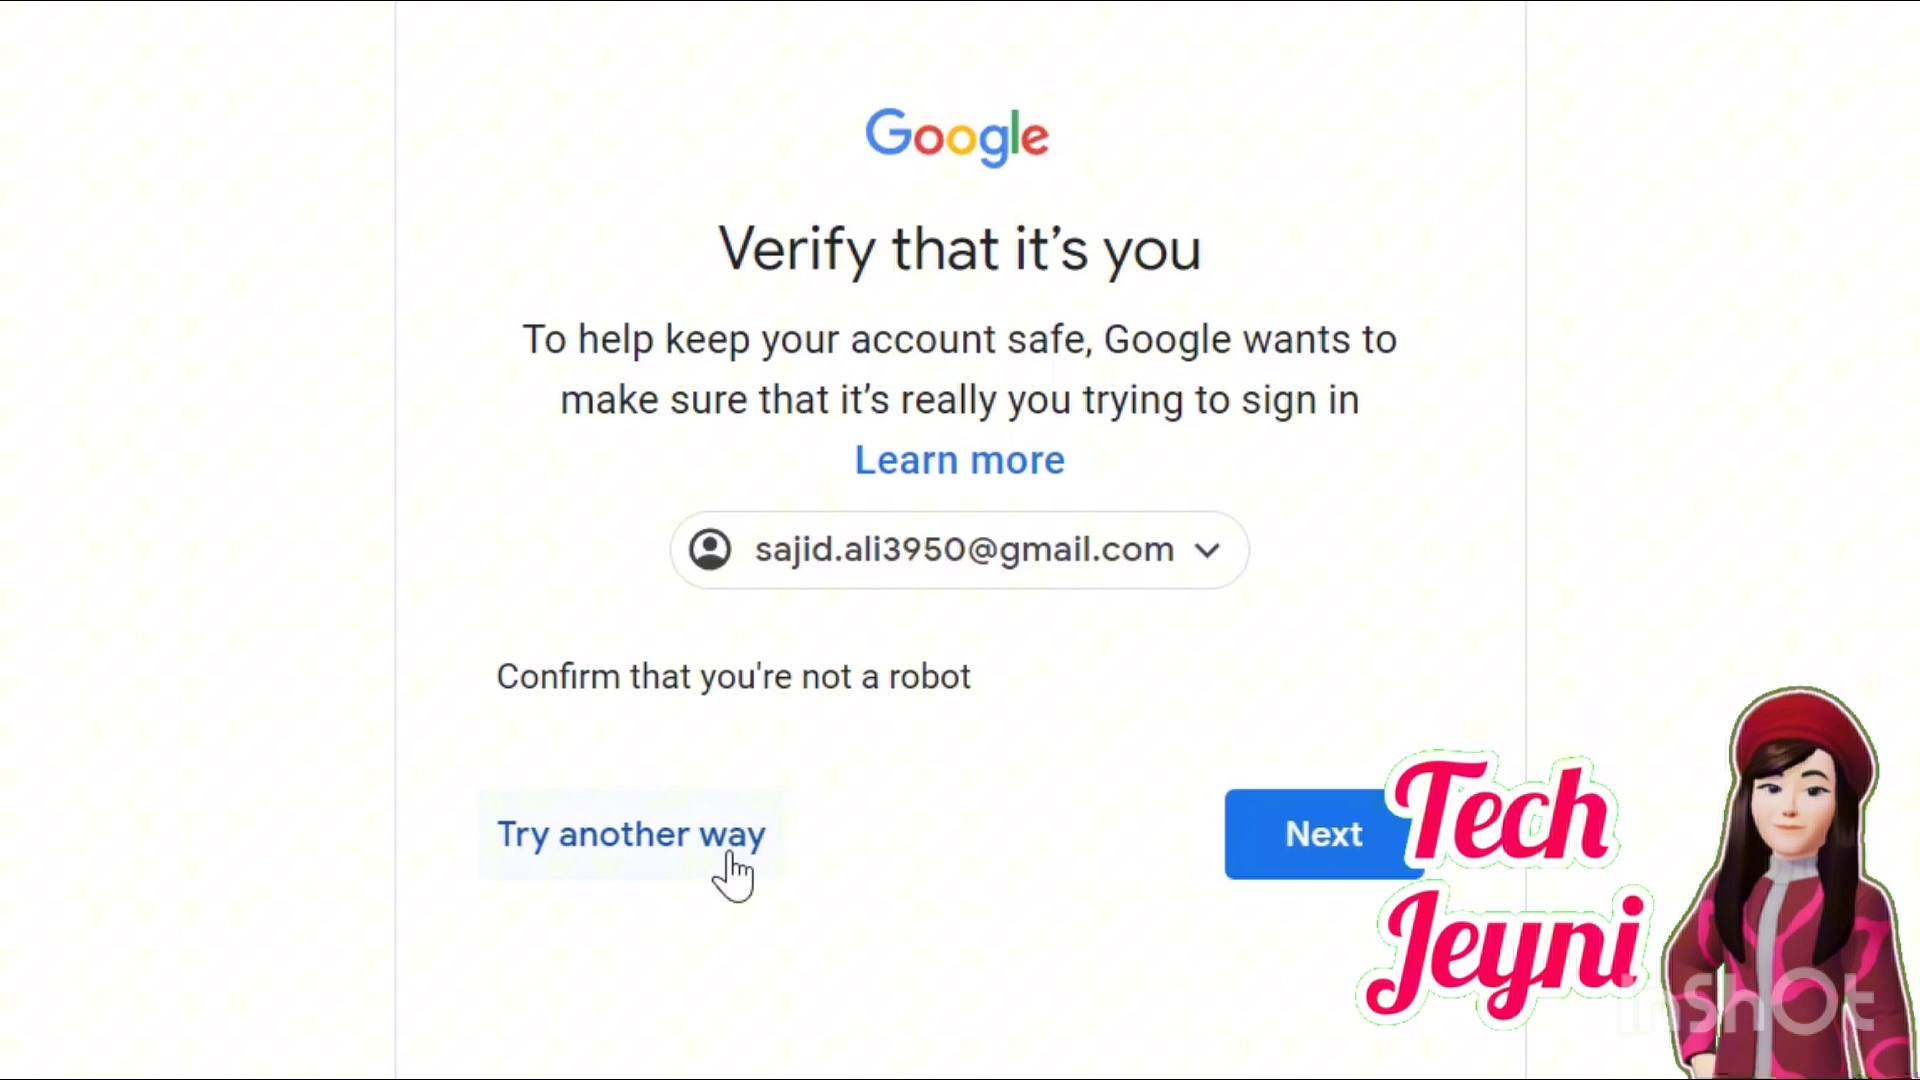 Google
Verify that it’s you
To help keep your account safe, Google wants to
make sure that it’s really you trying to sign in
Learn more
sajid.ali3950@gmail.com
Confirm that you're not a robot
Try another way
Next
Tech
Jeyni
InShOt